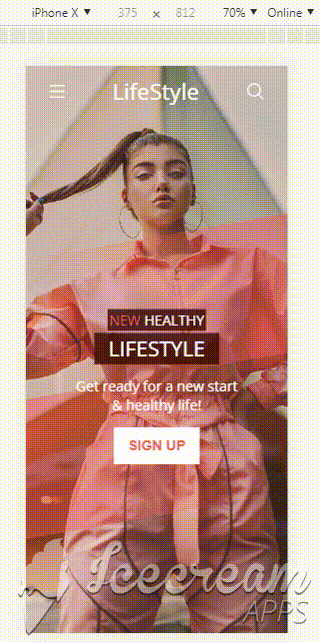 iPhone X ▼ 375 × 812 70% ▼ Online ▼
LifeStyle
NEW HEALTHY
LIFESTYLE
Get ready for a new start
& healthy life!
SIGN UP
Icecream
APPS